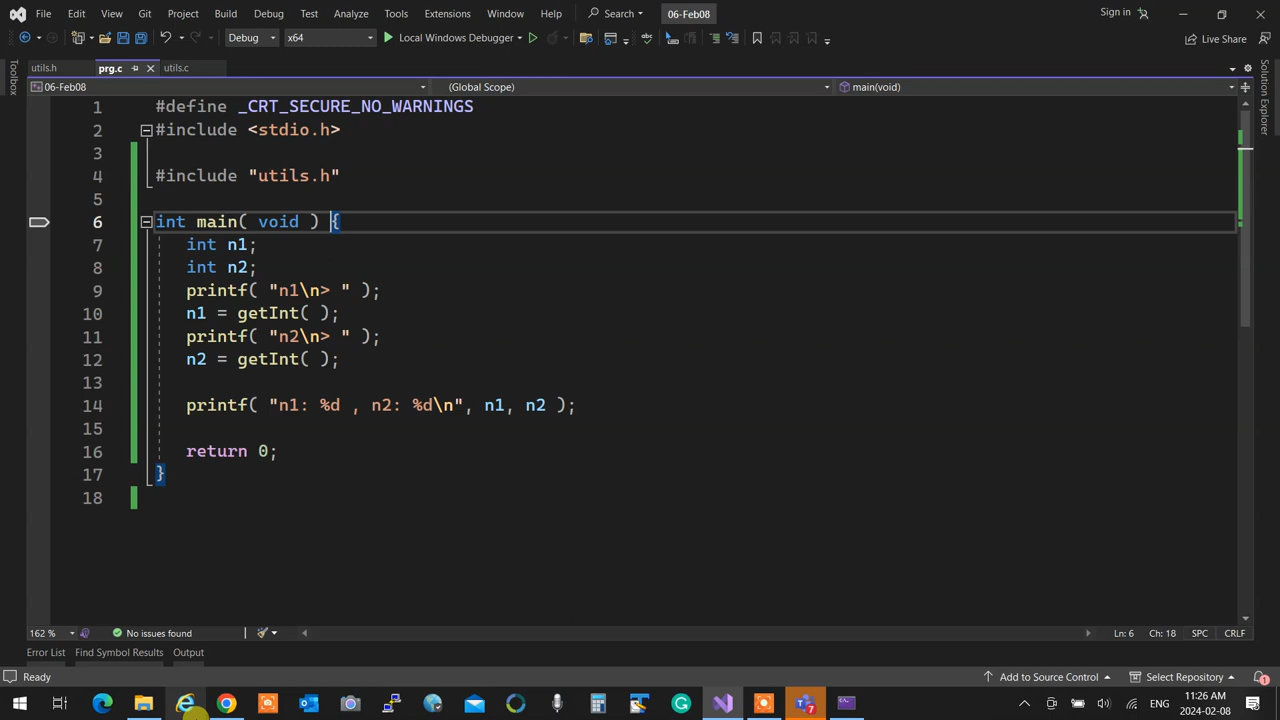 File Edit View Git Project Build Debug Test Analyze Tools Extensions Window Help Search 06-Feb08 Sign in
Debug x64 Local Windows Debugger Live Share
utils.h prg.c utils.c
06-Feb08 (Global Scope) main(void)
Toolbox
Solution Explorer
1 #define _CRT_SECURE_NO_WARNINGS
2 #include <stdio.h>
3
4 #include "utils.h"
5
6 int main( void ) {
7 int n1;
8 int n2;
9 printf( "n1\n> " );
10 n1 = getInt( );
11 printf( "n2\n> " );
12 n2 = getInt( );
13
14 printf( "n1: %d , n2: %d\n", n1, n2 );
15
16 return 0;
17 }
18
162 % No issues found Ln: 6 Ch: 18 SPC CRLF
Error List Find Symbol Results Output
Ready Add to Source Control Select Repository 1
7 ENG 11:26 AM
2024-02-08